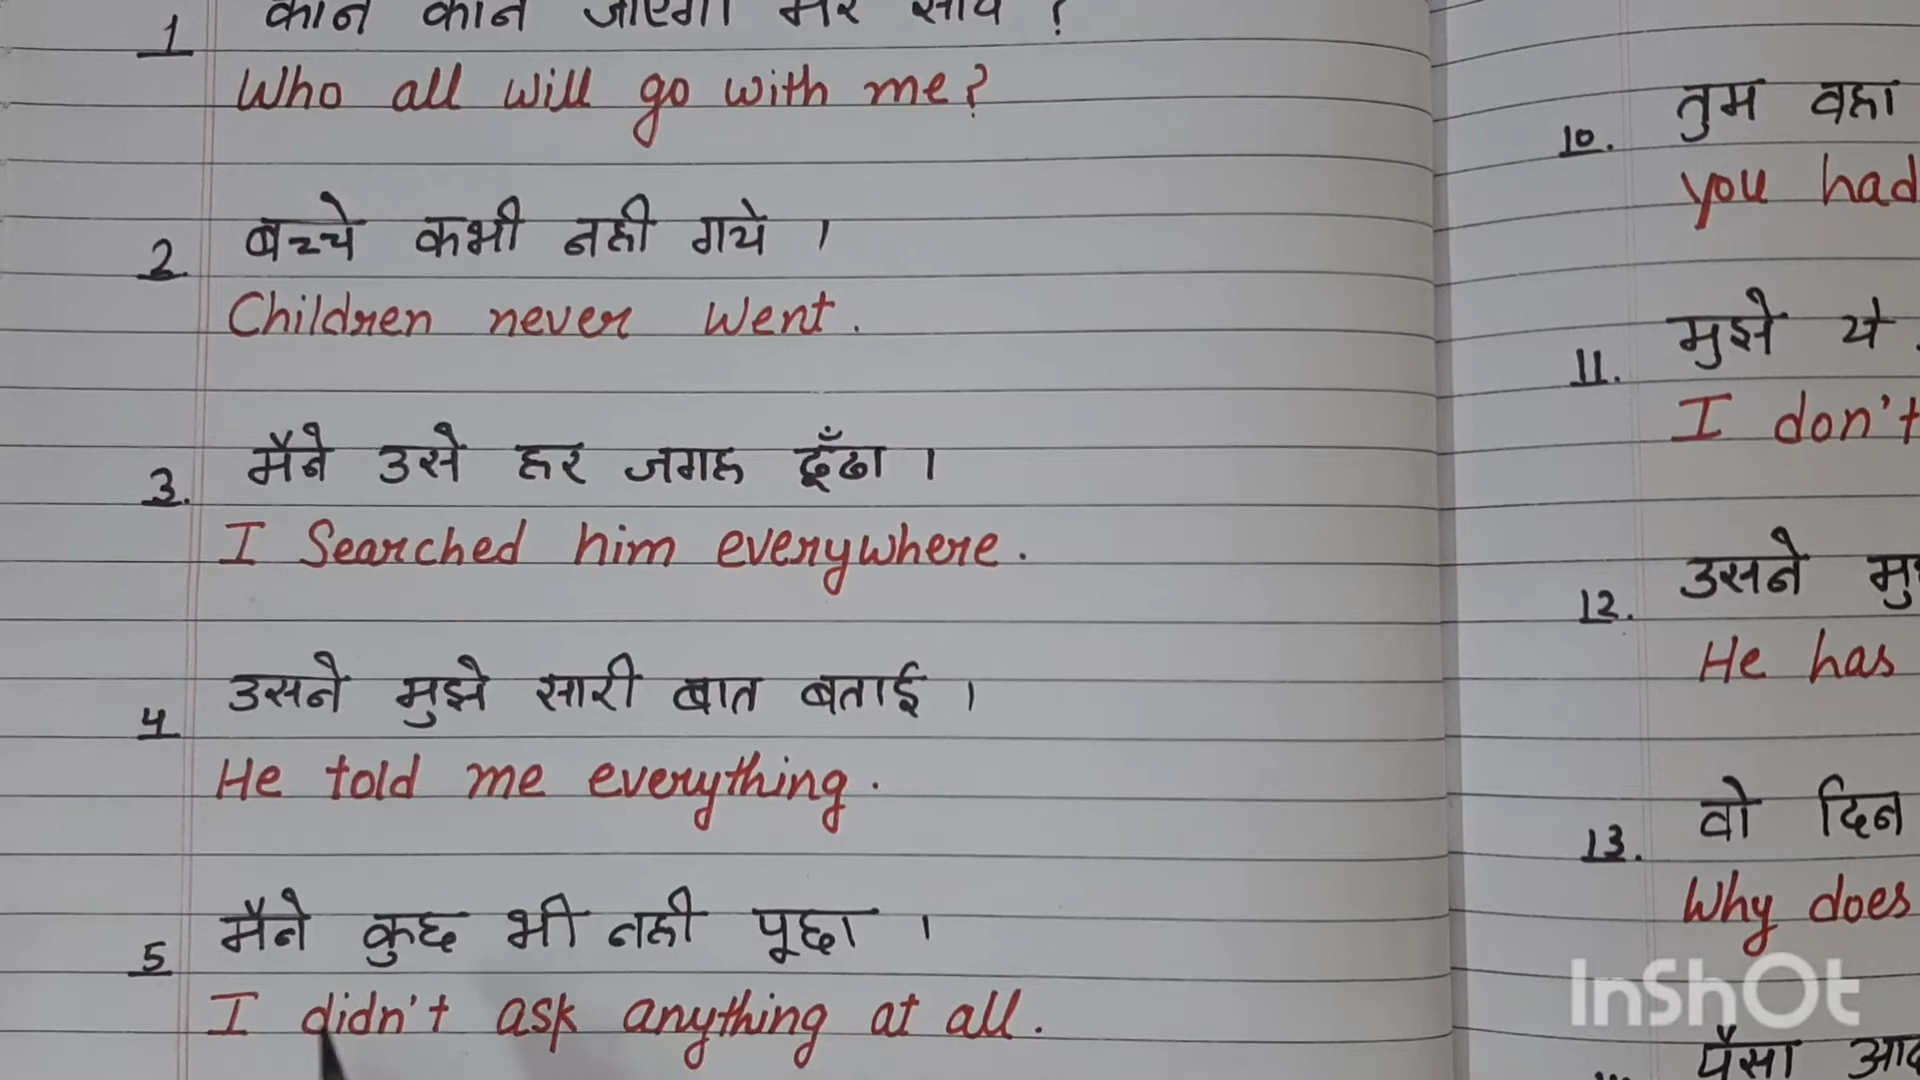 1 कौन कौन जाएगा मेरे साथ ?
Who all will go with me?
2 बच्चे कभी नही गये ।
Children never went.
3. मैंने उसे हर जगह ढूँढा ।
I Searched him everywhere.
4 उसने मुझे सारी बात बताई ।
He told me everything.
5 मैंने कुछ भी नही पूछा ।
I didn't ask anything at all.
10. तुम वहा
you had
11. मुझे ये
I don't
12. उसने
He has
13. वो दिन
Why does
InShOt
पैसा